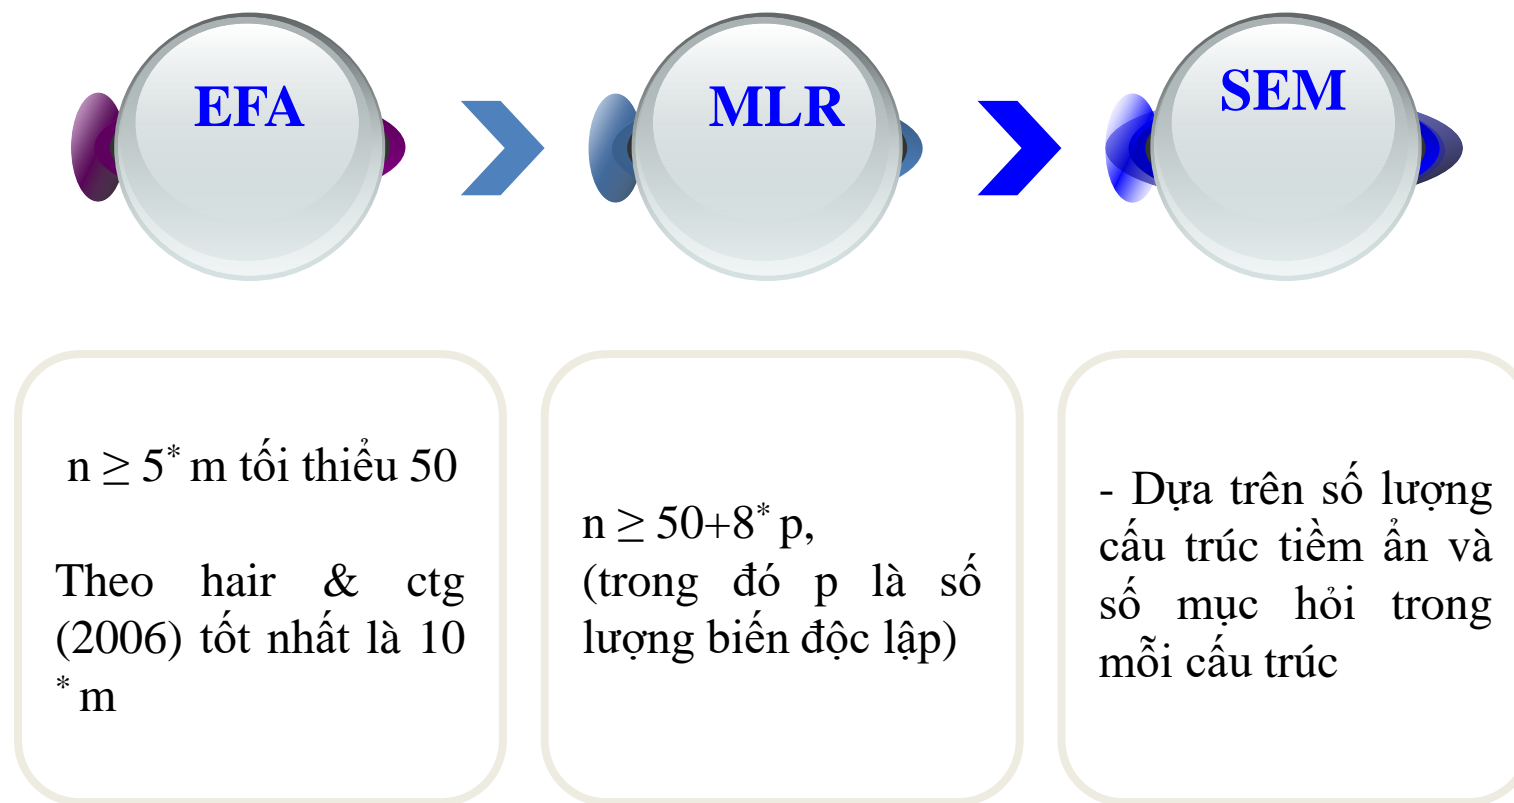 EFA
MLR
SEM
n ≥ 5* m tối thiểu 50
Theo hair & ctg
(2006) tốt nhất là 10
* m
n ≥ 50+8* p,
(trong đó p là số
lượng biến độc lập)
- Dựa trên số lượng
cấu trúc tiềm ẩn và
số mục hỏi trong
mỗi cấu trúc